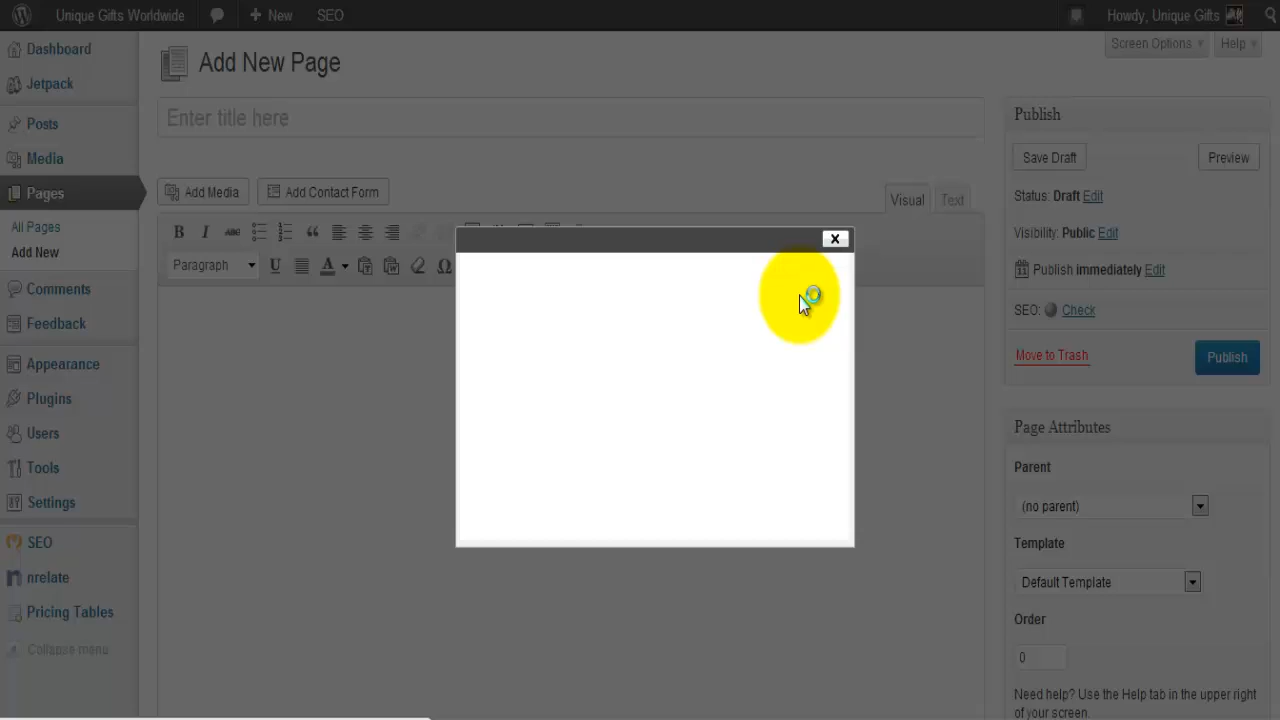 Unique Gifts Worldwide
New
SEO
Howdy, Unique Gifts
Dashboard
Jetpack
Posts
Media
Pages
All Pages
Add New
Comments
Feedback
Appearance
Plugins
Users
Tools
Settings
SEO
nrelate
Pricing Tables
Collapse menu
Screen Options
Help
Add New Page
Enter title here
Add Media
Add Contact Form
Visual
Text
B I ABC
Paragraph
U A Ω
x
Publish
Save Draft
Preview
Status: Draft Edit
Visibility: Public Edit
Publish immediately Edit
SEO: Check
Move to Trash
Publish
Page Attributes
Parent
(no parent)
Template
Default Template
Order
0
Need help? Use the Help tab in the upper right
of your screen.